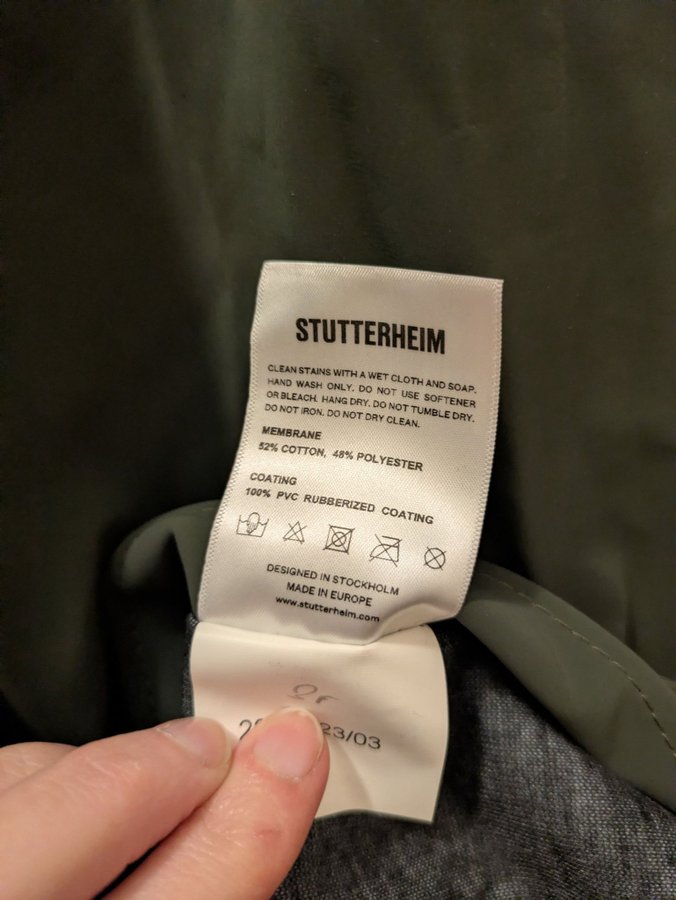 STUTTERHEIM
CLEAN STAINS WITH A WET CLOTH AND SOAP.
HAND WASH ONLY. DO NOT USE SOFTENER
OR BLEACH. HANG DRY. DO NOT TUMBLE DRY.
DO NOT IRON. DO NOT DRY CLEAN.
MEMBRANE
52% COTTON, 48% POLYESTER
COATING
100% PVC RUBBERIZED COATING
DESIGNED IN STOCKHOLM
MADE IN EUROPE
www.stutterheim.com
23/03